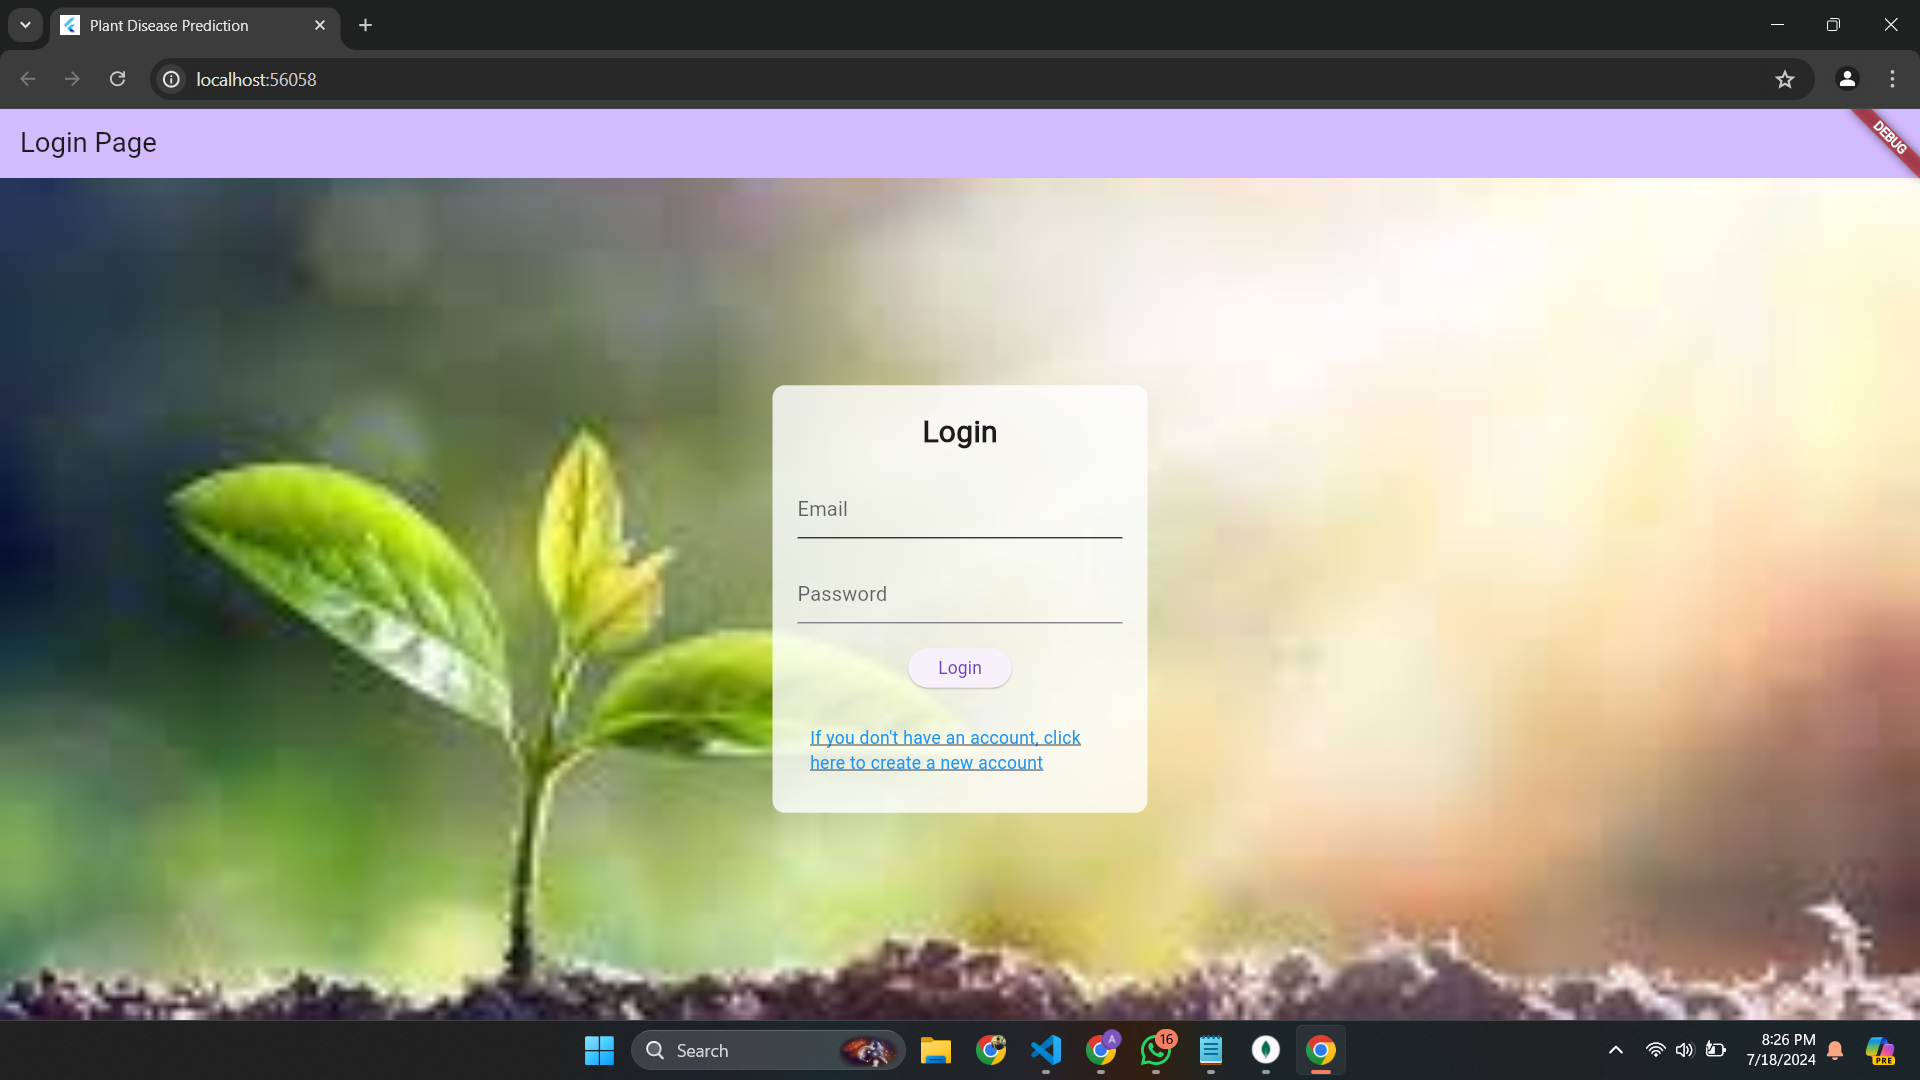 Plant Disease Prediction
localhost:56058
Login Page
DEBUG
Login
Email
Password
Login
If you don't have an account, click
here to create a new account
Search
A
16
8:26 PM
7/18/2024
PRE